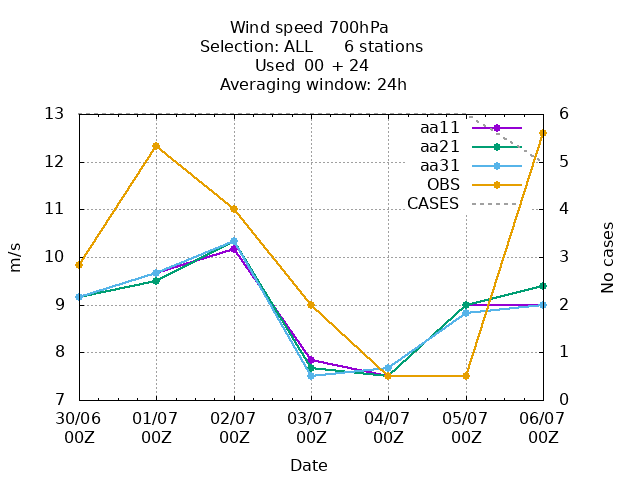 Wind speed 700hPa
Selection: ALL 6 stations
Used 00 + 24
Averaging window: 24h
13 6
aa11
aa21
12 5
aa31
OBS
CASES
11 4
10 3
m/s
No cases
9 2
8 1
7 0
30/06 01/07 02/07 03/07 04/07 05/07 06/07
00Z 00Z 00Z 00Z 00Z 00Z 00Z
Date